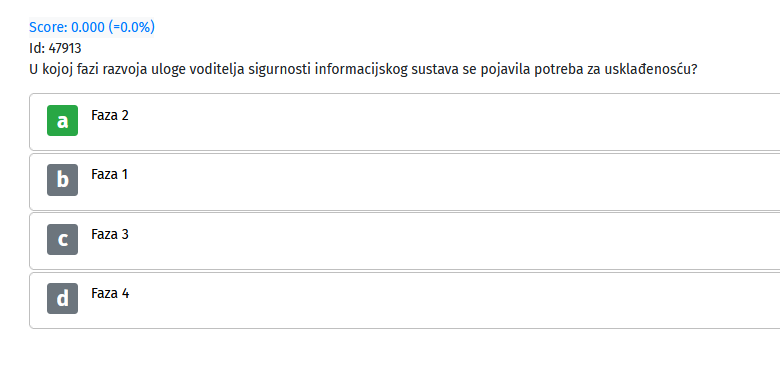 Score: 0.000 (=0.0%)
Id: 47913
U kojoj fazi razvoja uloge voditelja sigurnosti informacijskog sustava se pojavila potreba za usklađenosću?
a Faza 2
b Faza 1
c Faza 3
d Faza 4